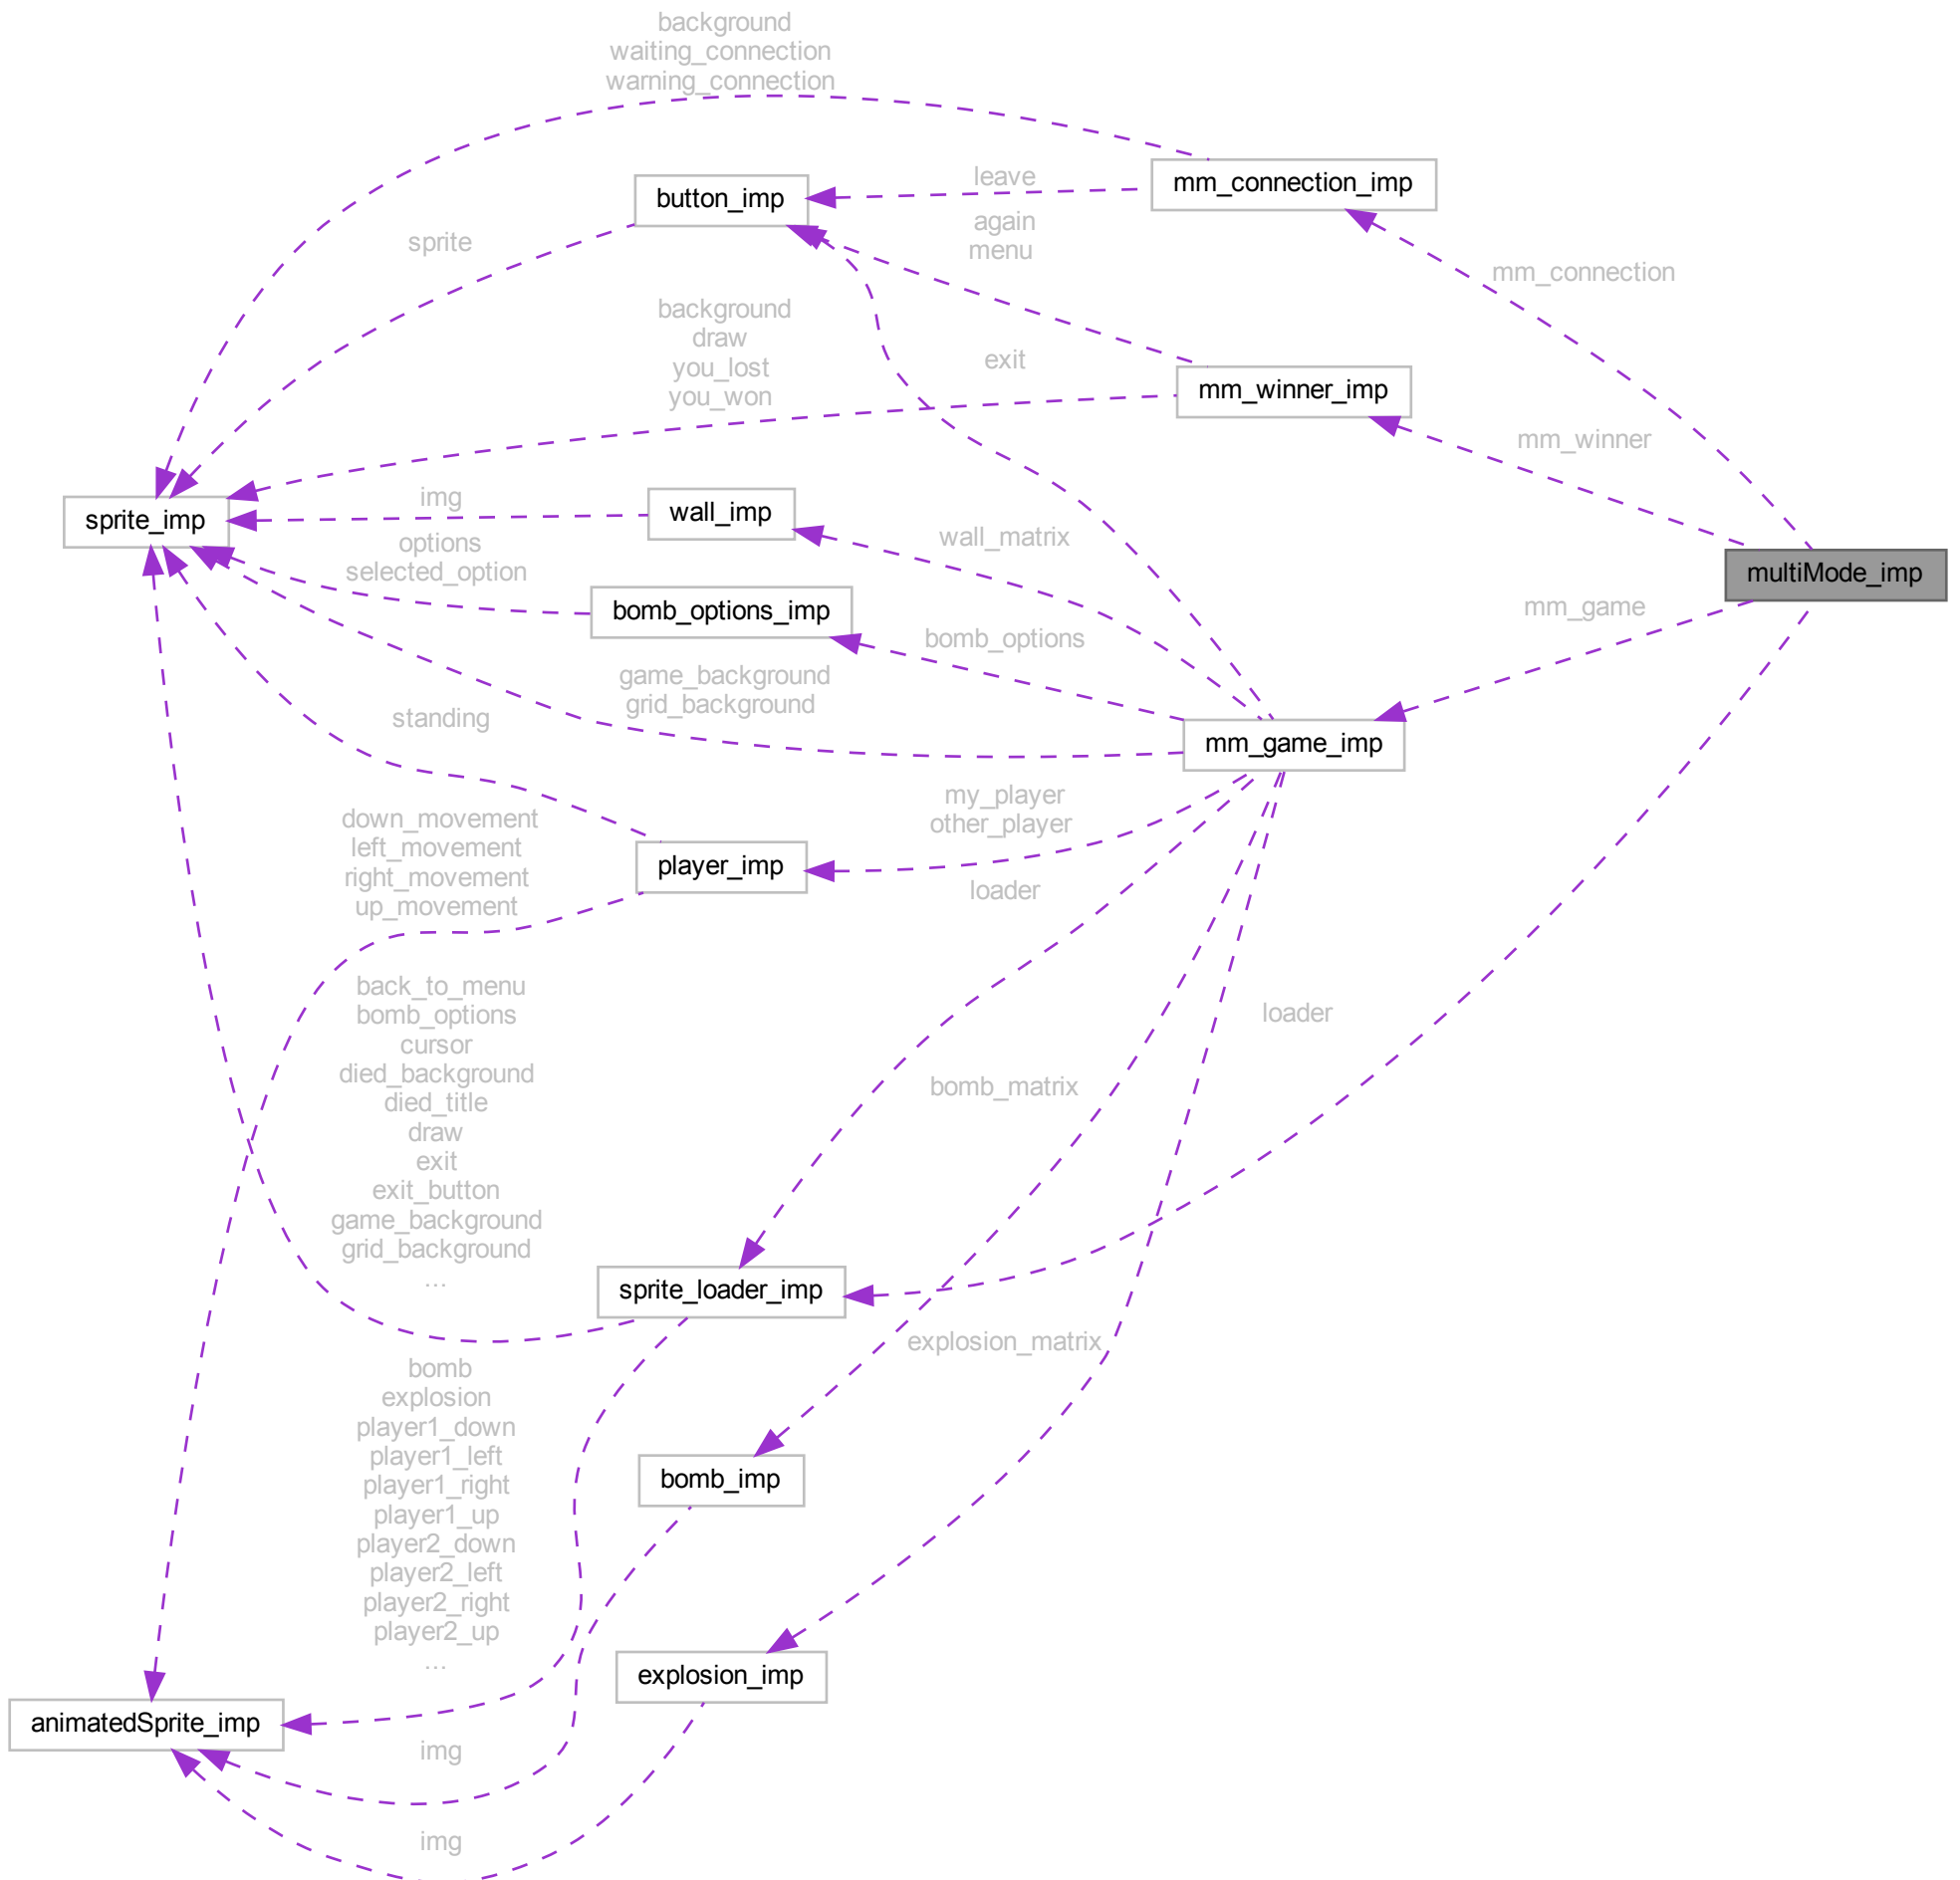 background
waiting_connection
warning_connection
mm_connection_imp
leave
button_imp
again
menu
sprite
mm_connection
background
draw
you_lost
you_won
exit
mm_winner_imp
mm_winner
img
wall_imp
sprite_imp
wall_matrix
options
selected_option
multiMode_imp
bomb_options_imp
mm_game
bomb_options
game_background
grid_background
standing
mm_game_imp
my_player
other_player
down_movement
left_movement
right_movement
up_movement
player_imp
loader
back_to_menu
bomb_options
cursor
died_background
died_title
draw
exit
exit_button
game_background
grid_background
...
loader
bomb_matrix
sprite_loader_imp
explosion_matrix
bomb
explosion
player1_down
player1_left
player1_right
player1_up
player2_down
player2_left
player2_right
player2_up
...
bomb_imp
explosion_imp
animatedSprite_imp
img
img